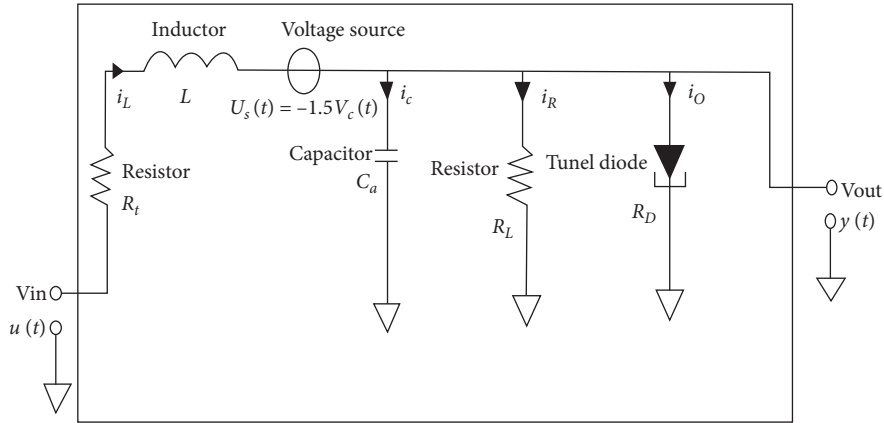 Inductor
Voltage source
i_L
L
U_s (t) = –1.5V_c (t)
i_c
i_R
i_O
Resistor
R_t
Capacitor
C_a
Resistor
R_L
Tunel diode
R_D
Vout
y (t)
Vin
u (t)